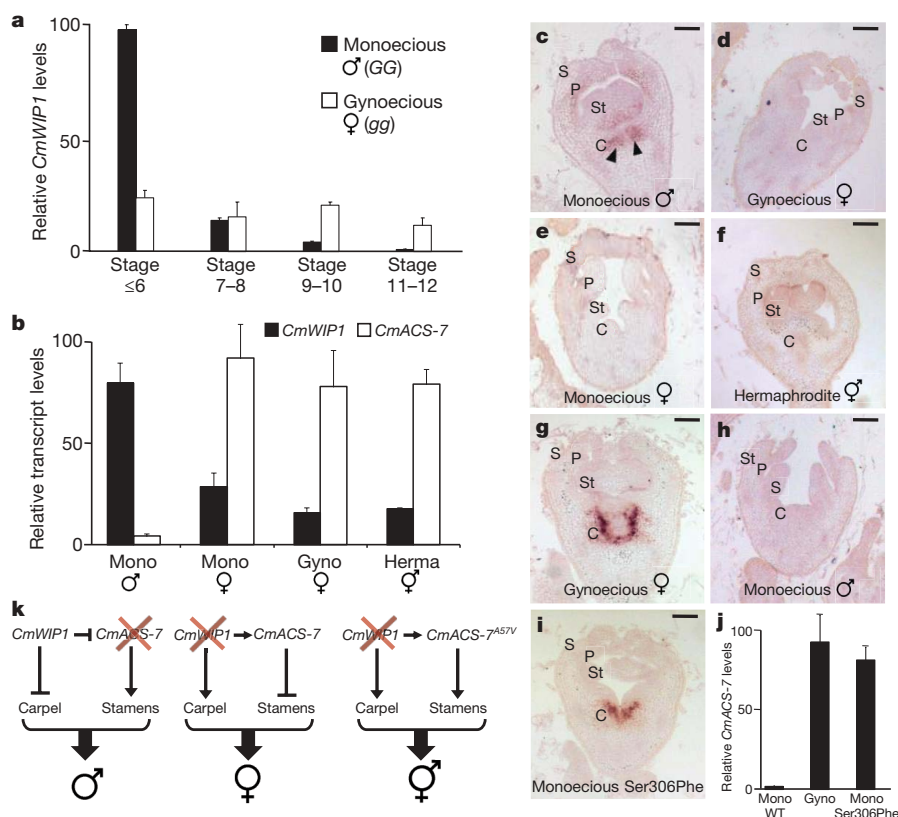 a
Relative CmWIP1 levels
100
50
0
Monoecious
♂ (GG)
Gynoecious
♀ (gg)
Stage ≤6
Stage 7–8
Stage 9–10
Stage 11–12
b
Relative transcript levels
100
50
0
CmWIP1
CmACS-7
Mono ♂
Mono ♀
Gyno ♀
Herma ⚥
k
CmWIP1
CmACS-7
CmWIP1
CmACS-7
CmWIP1
CmACS-7A57V
Carpel
Stamens
Carpel
Stamens
Carpel
Stamens
♂
♀
⚥
c
S
P
St
C
Monoecious ♂
d
S
P
St
C
Gynoecious ♀
e
S
P
St
C
Monoecious ♀
f
S
P
St
C
Hermaphrodite ⚥
g
S
P
St
C
Gynoecious ♀
h
St
P
S
C
Monoecious ♂
i
S
P
St
C
Monoecious Ser306Phe
j
Relative CmACS-7 levels
100
50
0
Mono WT
Gyno
Mono Ser306Phe